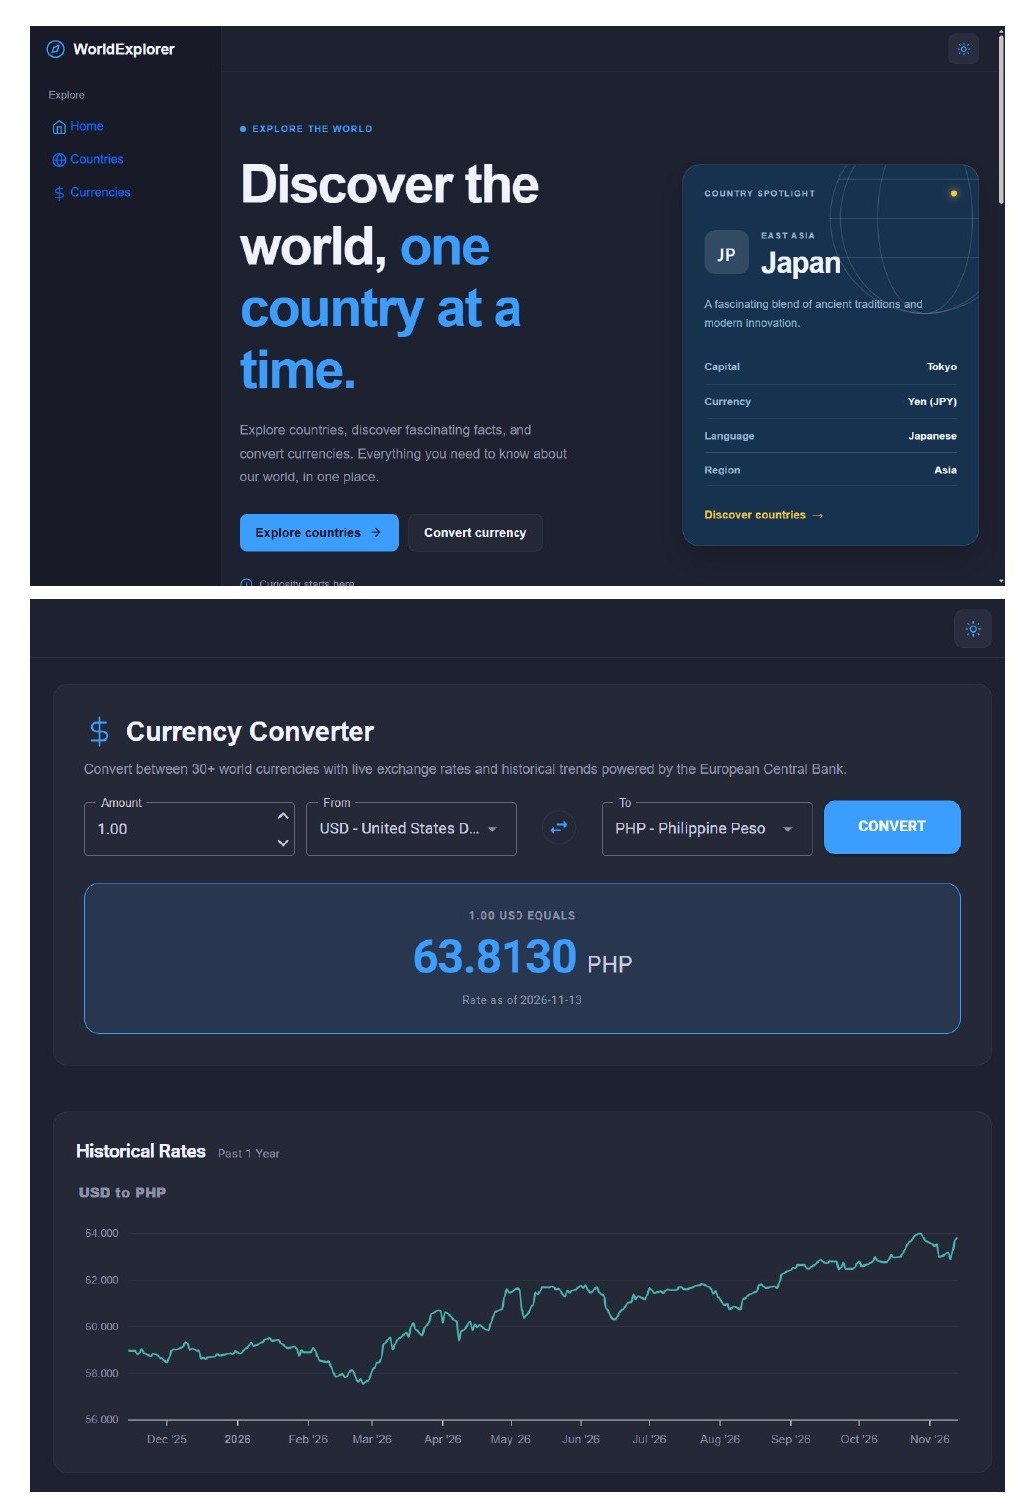 WorldExplorer
Explore
Home
Countries
Currencies
EXPLORE THE WORLD
Discover the
world, one
country at a
time.
Explore countries, discover fascinating facts, and
convert currencies. Everything you need to know about
our world, in one place.
Explore countries →
Convert currency
Curiosity starts here
COUNTRY SPOTLIGHT
JP
EAST ASIA
Japan
A fascinating blend of ancient traditions and
modern innovation.
Capital Tokyo
Currency Yen (JPY)
Language Japanese
Region Asia
Discover countries →
$ Currency Converter
Convert between 30+ world currencies with live exchange rates and historical trends powered by the European Central Bank.
Amount
1.00
From
USD - United States D...
To
PHP - Philippine Peso
CONVERT
1.00 USD EQUALS
63.8130 PHP
Rate as of 2026-11-13
Historical Rates Past 1 Year
USD to PHP
64.000
62.000
60.000
58.000
56.000
Dec '25 2026 Feb '26 Mar '26 Apr '26 May '26 Jun '26 Jul '26 Aug '26 Sep '26 Oct '26 Nov '26